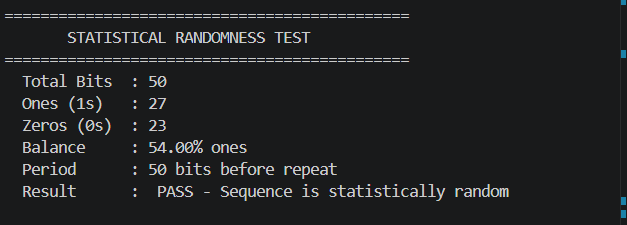 =============================================
STATISTICAL RANDOMNESS TEST
=============================================
Total Bits : 50
Ones (1s) : 27
Zeros (0s) : 23
Balance : 54.00% ones
Period : 50 bits before repeat
Result : PASS - Sequence is statistically random